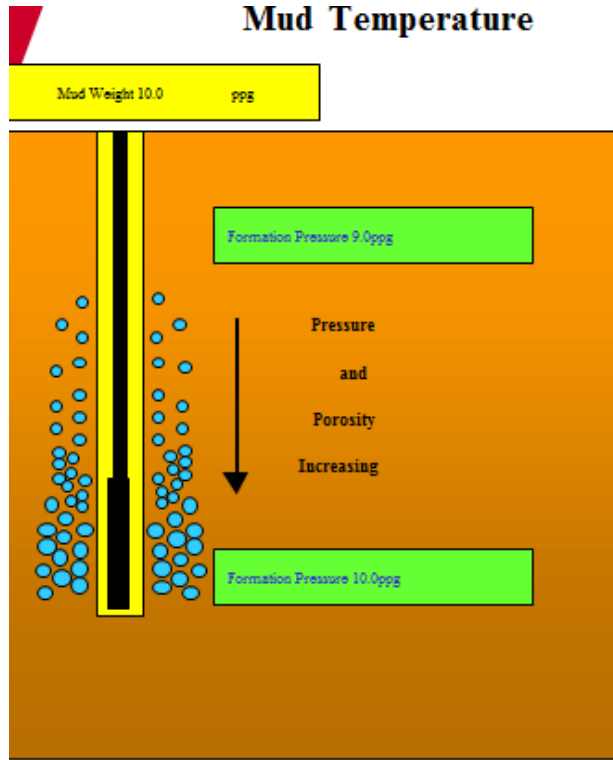 Mud Temperature
Mud Weight 10.0 ppg
Formation Pressure 9.0ppg
Pressure
and
Porosity
Increasing
Formation Pressure 10.0ppg